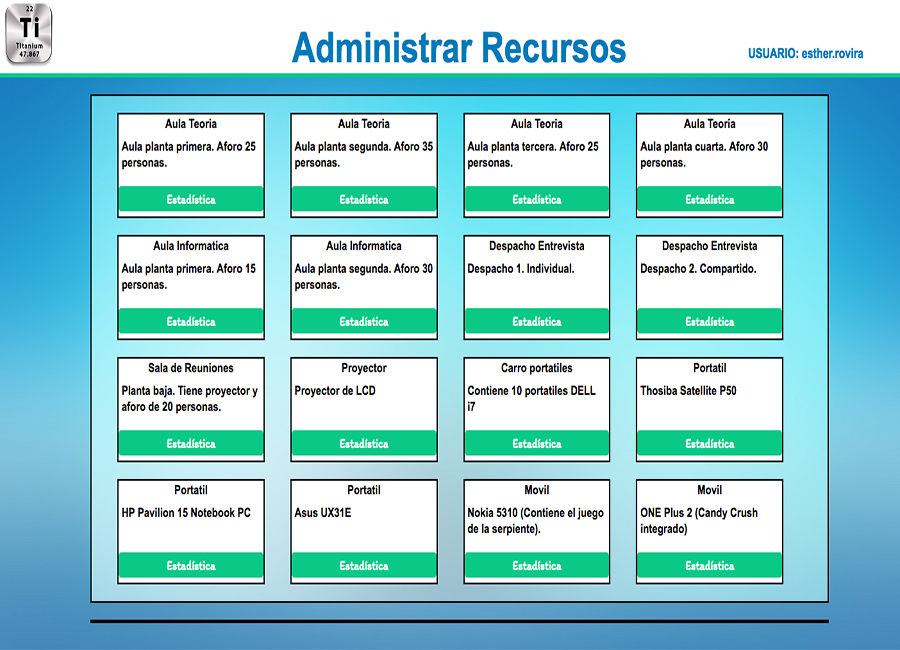 22
Ti
Titanium
47.867
Administrar Recursos
USUARIO: esther.rovira
Aula Teoria
Aula planta primera. Aforo 25
personas.
Estadística
Aula Teoria
Aula planta segunda. Aforo 35
personas.
Estadística
Aula Teoria
Aula planta tercera. Aforo 25
personas.
Estadística
Aula Teoria
Aula planta cuarta. Aforo 30
personas.
Estadística
Aula Informatica
Aula planta primera. Aforo 15
personas.
Estadística
Aula Informatica
Aula planta segunda. Aforo 30
personas.
Estadística
Despacho Entrevista
Despacho 1. Individual.
Estadística
Despacho Entrevista
Despacho 2. Compartido.
Estadística
Sala de Reuniones
Planta baja. Tiene proyector y
aforo de 20 personas.
Estadística
Proyector
Proyector de LCD
Estadística
Carro portatiles
Contiene 10 portatiles DELL
i7
Estadística
Portatil
Thosiba Satellite P50
Estadística
Portatil
HP Pavilion 15 Notebook PC
Estadística
Portatil
Asus UX31E
Estadística
Movil
Nokia 5310 (Contiene el juego
de la serpiente).
Estadística
Movil
ONE Plus 2 (Candy Crush
integrado)
Estadística